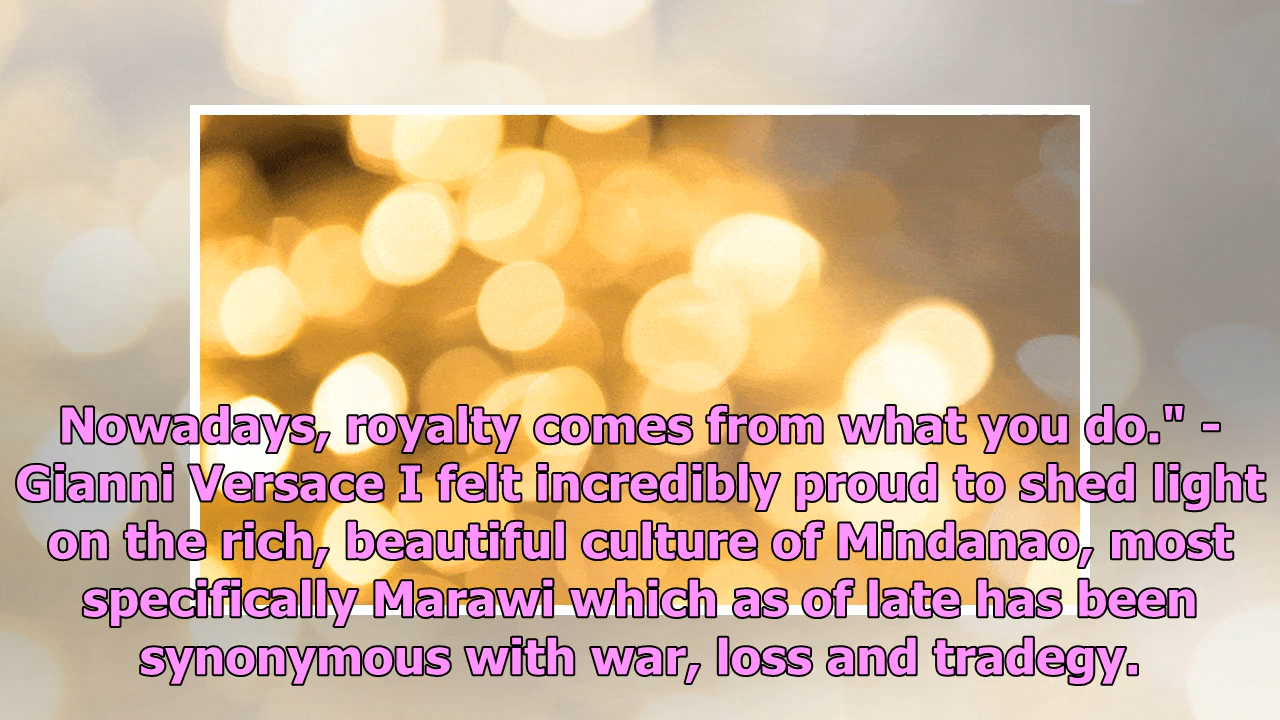 Nowadays, royalty comes from what you do." -
Gianni Versace I felt incredibly proud to shed light
on the rich, beautiful culture of Mindanao, most
specifically Marawi which as of late has been
synonymous with war, loss and tradegy.